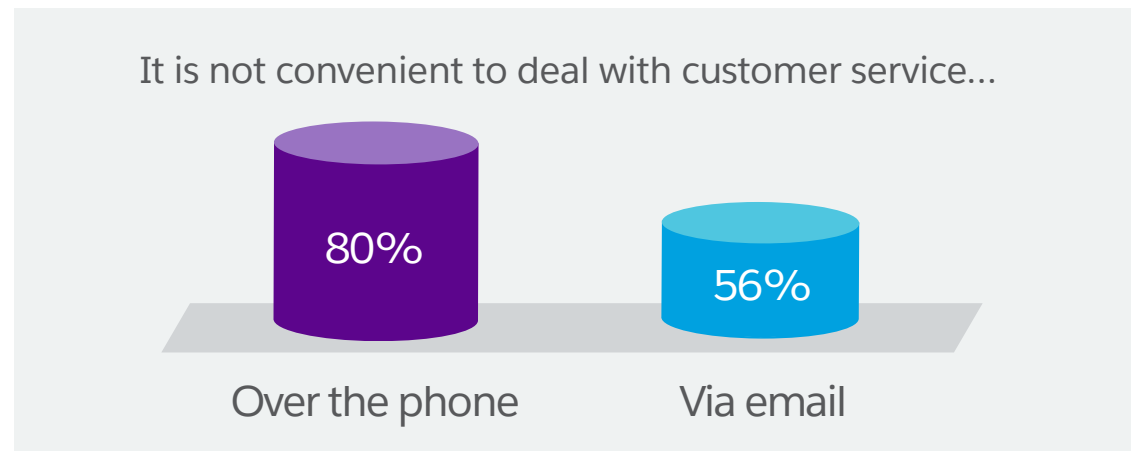 It is not convenient to deal with customer service...
80%
56%
Over the phone
Via email